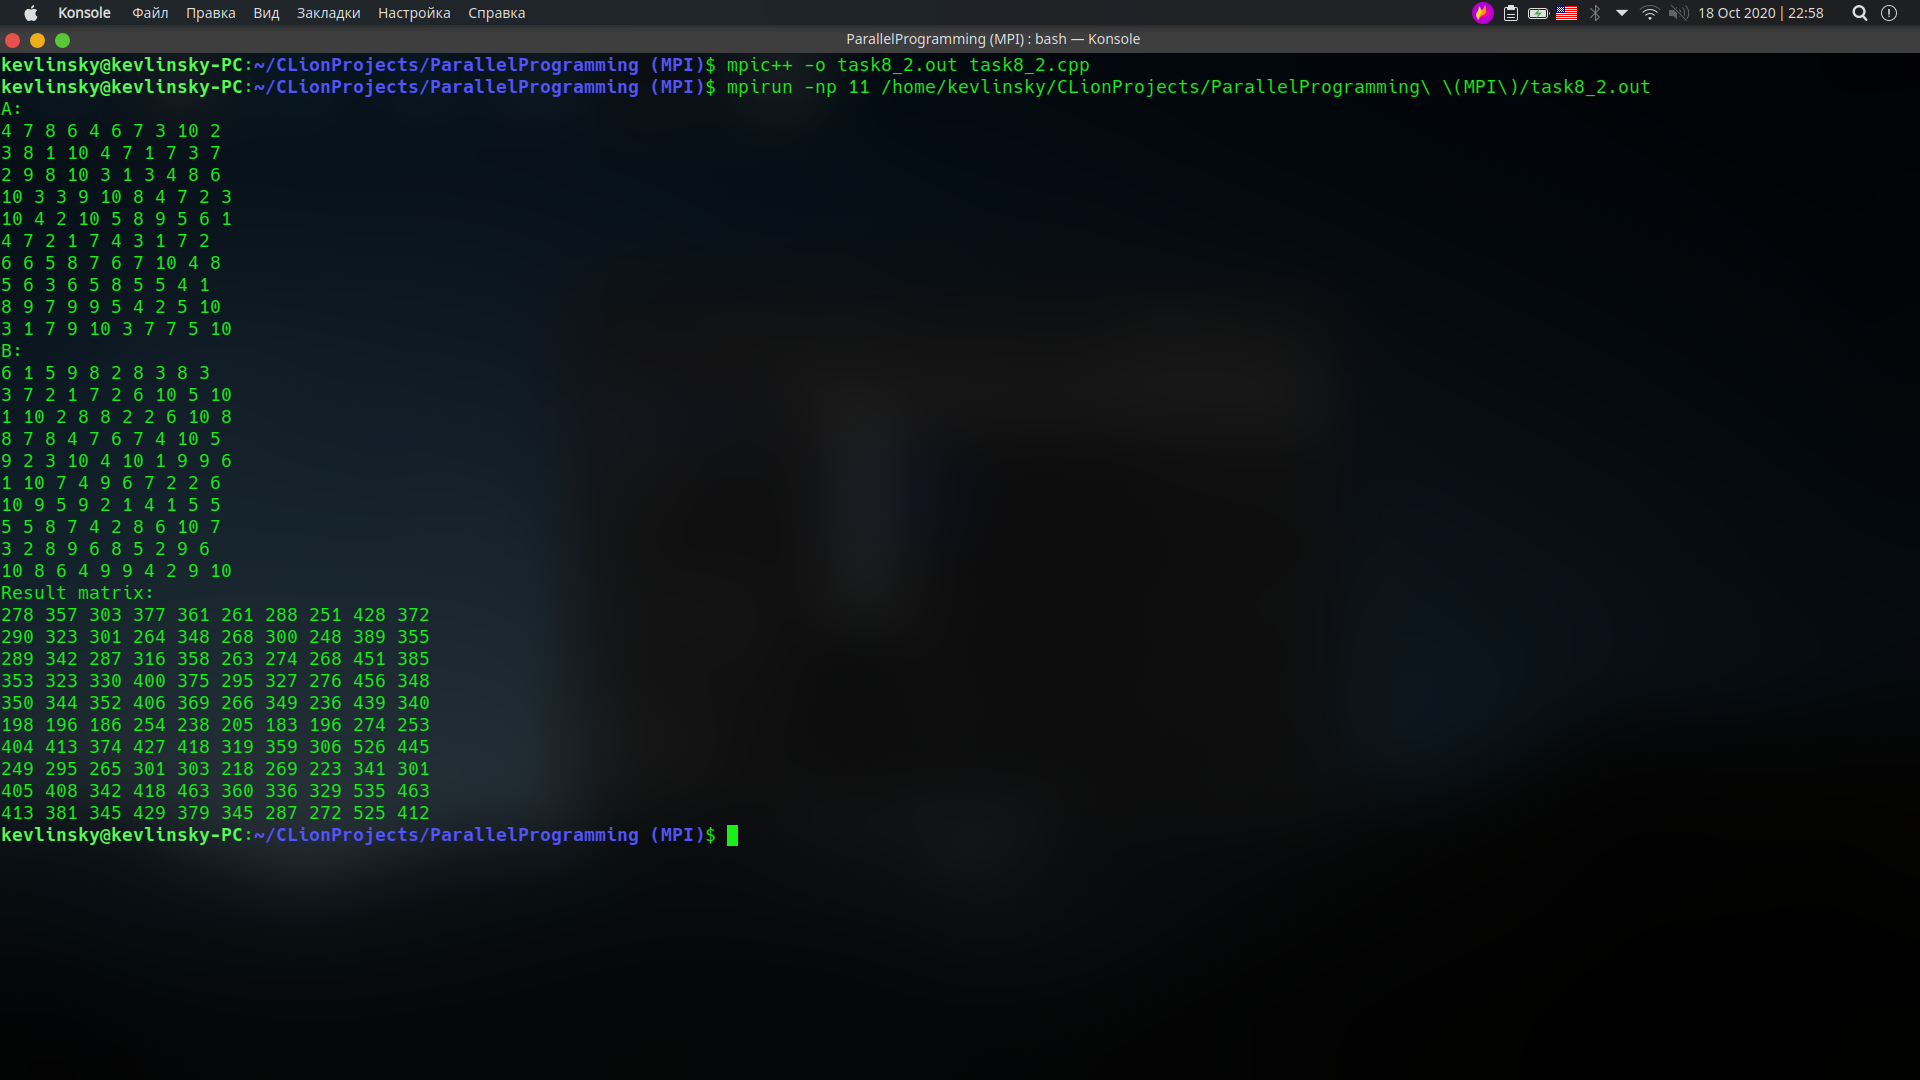 Konsole Файл Правка Вид Закладки Настройка Справка 18 Oct 2020 | 22:58
ParallelProgramming (MPI) : bash — Konsole
kevlinsky@kevlinsky-PC:~/CLionProjects/ParallelProgramming (MPI)$ mpic++ -o task8_2.out task8_2.cpp
kevlinsky@kevlinsky-PC:~/CLionProjects/ParallelProgramming (MPI)$ mpirun -np 11 /home/kevlinsky/CLionProjects/ParallelProgramming\ \(MPI\)/task8_2.out
A:
4 7 8 6 4 6 7 3 10 2
3 8 1 10 4 7 1 7 3 7
2 9 8 10 3 1 3 4 8 6
10 3 3 9 10 8 4 7 2 3
10 4 2 10 5 8 9 5 6 1
4 7 2 1 7 4 3 1 7 2
6 6 5 8 7 6 7 10 4 8
5 6 3 6 5 8 5 5 4 1
8 9 7 9 9 5 4 2 5 10
3 1 7 9 10 3 7 7 5 10
B:
6 1 5 9 8 2 8 3 8 3
3 7 2 1 7 2 6 10 5 10
1 10 2 8 8 2 2 6 10 8
8 7 8 4 7 6 7 4 10 5
9 2 3 10 4 10 1 9 9 6
1 10 7 4 9 6 7 2 2 6
10 9 5 9 2 1 4 1 5 5
5 5 8 7 4 2 8 6 10 7
3 2 8 9 6 8 5 2 9 6
10 8 6 4 9 9 4 2 9 10
Result matrix:
278 357 303 377 361 261 288 251 428 372
290 323 301 264 348 268 300 248 389 355
289 342 287 316 358 263 274 268 451 385
353 323 330 400 375 295 327 276 456 348
350 344 352 406 369 266 349 236 439 340
198 196 186 254 238 205 183 196 274 253
404 413 374 427 418 319 359 306 526 445
249 295 265 301 303 218 269 223 341 301
405 408 342 418 463 360 336 329 535 463
413 381 345 429 379 345 287 272 525 412
kevlinsky@kevlinsky-PC:~/CLionProjects/ParallelProgramming (MPI)$